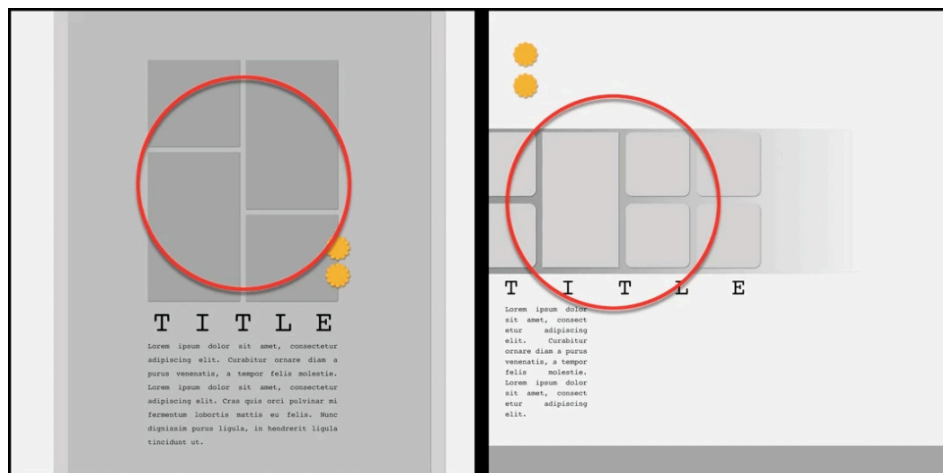 T I T L E
Lorem ipsum dolor sit amet, consectetur
adipiscing elit. Curabitur ornare diam a
purus venenatis, a tempor felis molestie.
Lorem ipsum dolor sit amet, consectetur
adipiscing elit. Cras quis orci pulvinar mi
fermentum lobortis mattis eu felis. Nunc
dignissim purus ligula, in hendrerit ligula
tincidunt ut.
T I T L E
Lorem ipsum dolor
sit amet, consect
etur adipiscing
elit. Curabitur
ornare diam a purus
venenatis, a tempor
felis molestie.
Lorem ipsum dolor
sit amet, consect
etur adipiscing
elit.